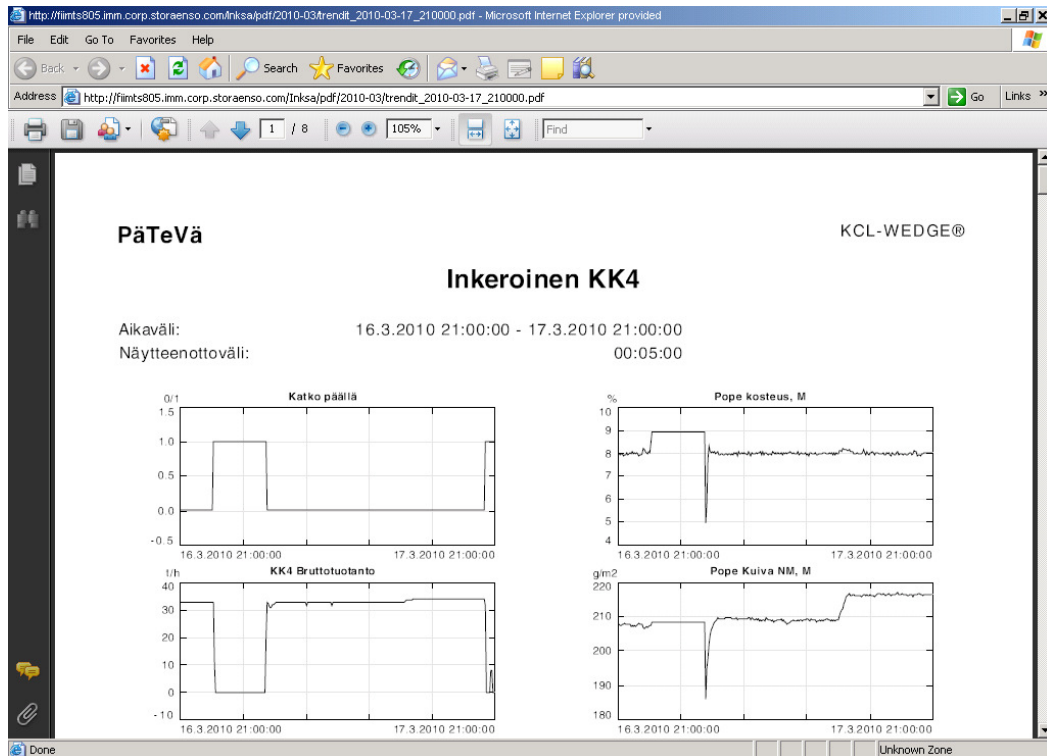 http://fiimts805.imm.corp.storaenso.com/Inksa/pdf/2010-03/trendit_2010-03-17_210000.pdf - Microsoft Internet Explorer provided
File Edit Go To Favorites Help
Back Search Favorites
Address http://fiimts805.imm.corp.storaenso.com/Inksa/pdf/2010-03/trendit_2010-03-17_210000.pdf Go Links »
1 / 8 105% Find
PäTeVä KCL-WEDGE®
Inkeroinen KK4
Aikaväli: 16.3.2010 21:00:00 - 17.3.2010 21:00:00
Näytteenottoväli: 00:05:00
0/1 Katko päällä
1.5
1.0
0.5
0.0
-0.5
16.3.2010 21:00:00 17.3.2010 21:00:00
% Pope kosteus, M
10
9
8
7
6
5
4
16.3.2010 21:00:00 17.3.2010 21:00:00
t/h KK4 Bruttotuotanto
40
30
20
10
0
-10
16.3.2010 21:00:00 17.3.2010 21:00:00
g/m2 Pope Kuiva NM, M
220
210
200
190
180
16.3.2010 21:00:00 17.3.2010 21:00:00
Done Unknown Zone